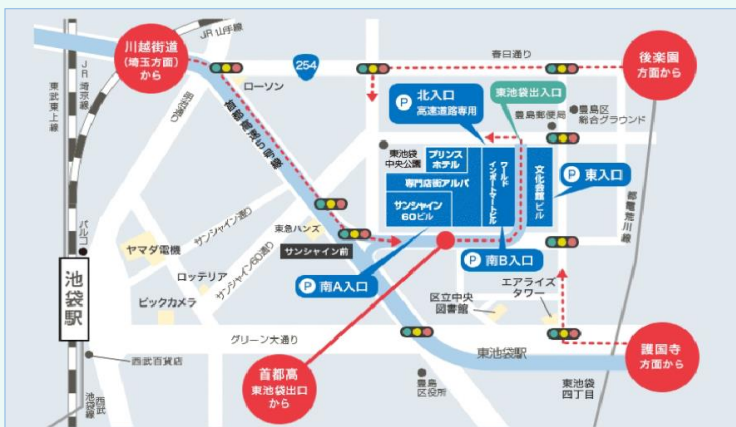 川越街道
(埼玉方面)
から
JR 山手線
JR 埼京線
東武東上線
254
春日通り
後楽園
方面から
ローソン
明治通り
首都高速5号線
P 北入口
高速道路専用
東池袋出入口
豊島郵便局
豊島区
総合グラウンド
東池袋
中央公園
プリンス
ホテル
専門店街アルパ
サンシャイン
60ビル
ワールド
インポートマートビル
文化会館ビル
P 東入口
都電荒川線
パルコ
池袋駅
ヤマダ電機
サンシャイン通り
東急ハンズ
サンシャイン前
ロッテリア
サンシャイン60通り
ビックカメラ
P 南A入口
P 南B入口
区立中央
図書館
エアライズ
タワー
グリーン大通り
西武百貨店
西武
池袋線
首都高
東池袋出口
から
東池袋駅
豊島
区役所
東池袋
四丁目
護国寺
方面から